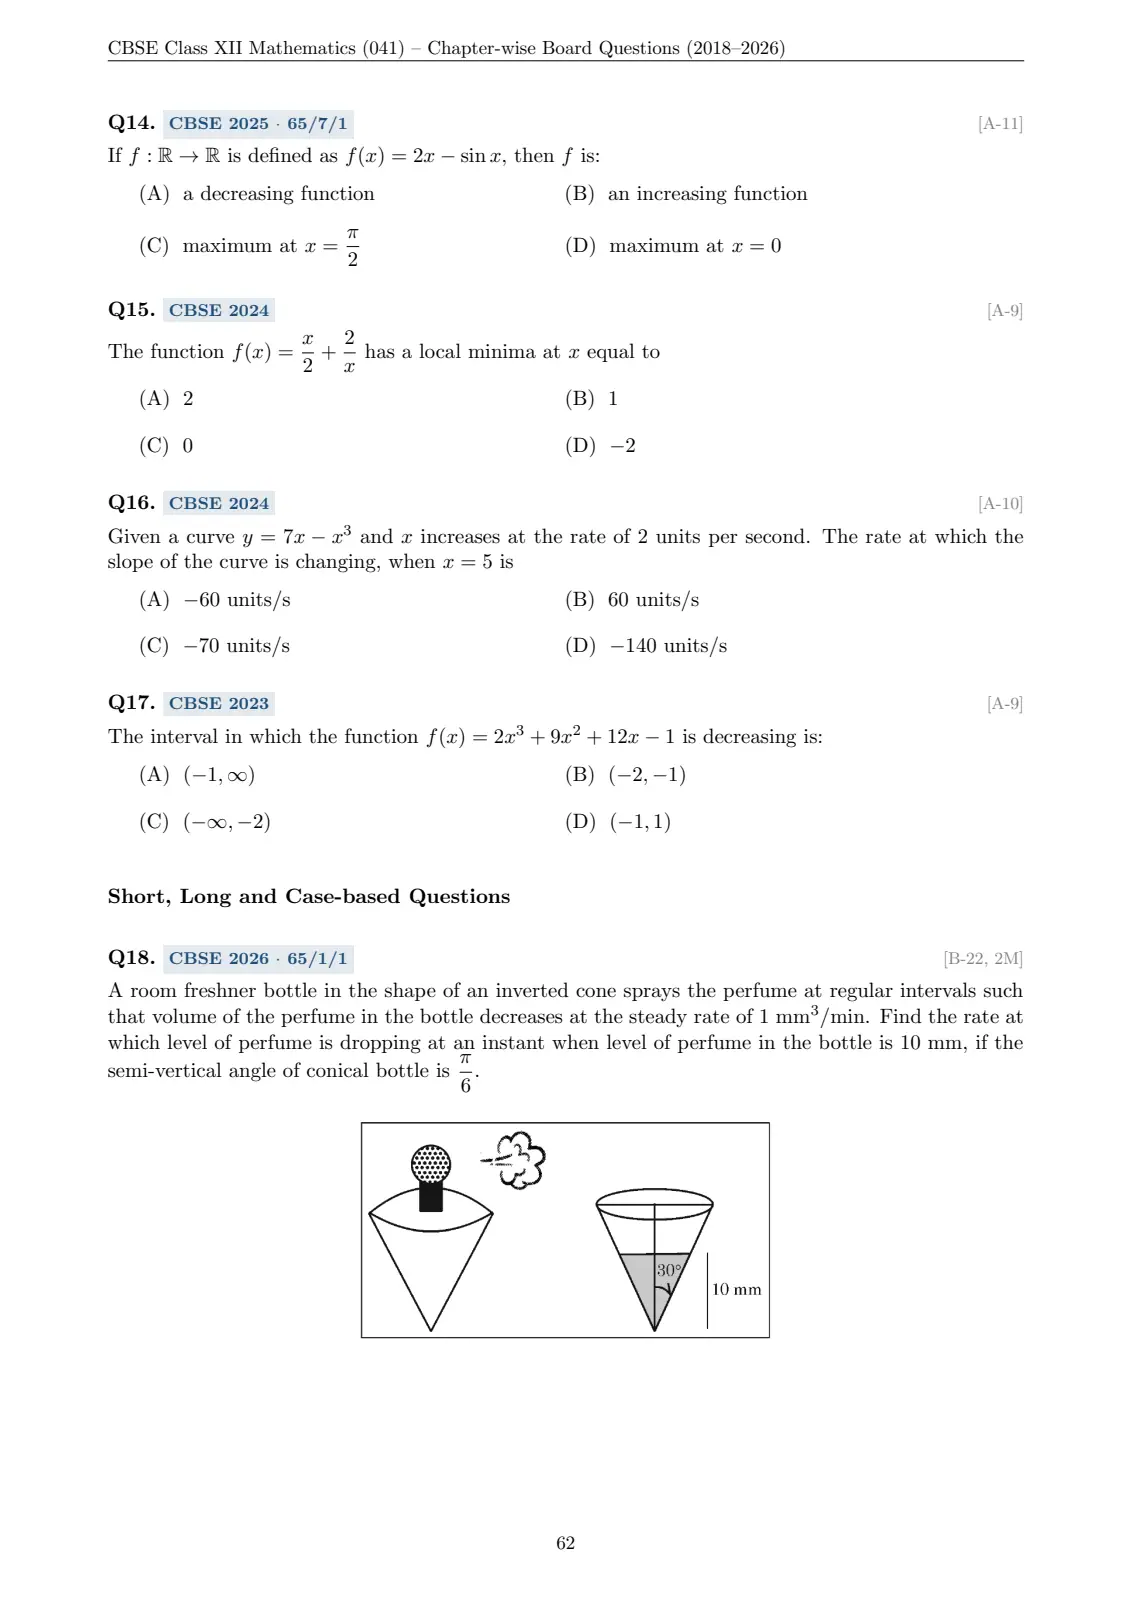 CBSE Class XII Mathematics (041) – Chapter-wise Board Questions (2018–2026)
Q14. CBSE 2025 · 65/7/1 [A-11]
If f : ℝ → ℝ is defined as f(x) = 2x − sin x, then f is:
(A) a decreasing function (B) an increasing function
(C) maximum at x = π/2 (D) maximum at x = 0
Q15. CBSE 2024 [A-9]
The function f(x) = x/2 + 2/x has a local minima at x equal to
(A) 2 (B) 1
(C) 0 (D) −2
Q16. CBSE 2024 [A-10]
Given a curve y = 7x − x³ and x increases at the rate of 2 units per second. The rate at which the
slope of the curve is changing, when x = 5 is
(A) −60 units/s (B) 60 units/s
(C) −70 units/s (D) −140 units/s
Q17. CBSE 2023 [A-9]
The interval in which the function f(x) = 2x³ + 9x² + 12x − 1 is decreasing is:
(A) (−1, ∞) (B) (−2, −1)
(C) (−∞, −2) (D) (−1, 1)
Short, Long and Case-based Questions
Q18. CBSE 2026 · 65/1/1 [B-22, 2M]
A room freshner bottle in the shape of an inverted cone sprays the perfume at regular intervals such
that volume of the perfume in the bottle decreases at the steady rate of 1 mm³/min. Find the rate at
which level of perfume is dropping at an instant when level of perfume in the bottle is 10 mm, if the
semi-vertical angle of conical bottle is π/6.
30°
10 mm
62